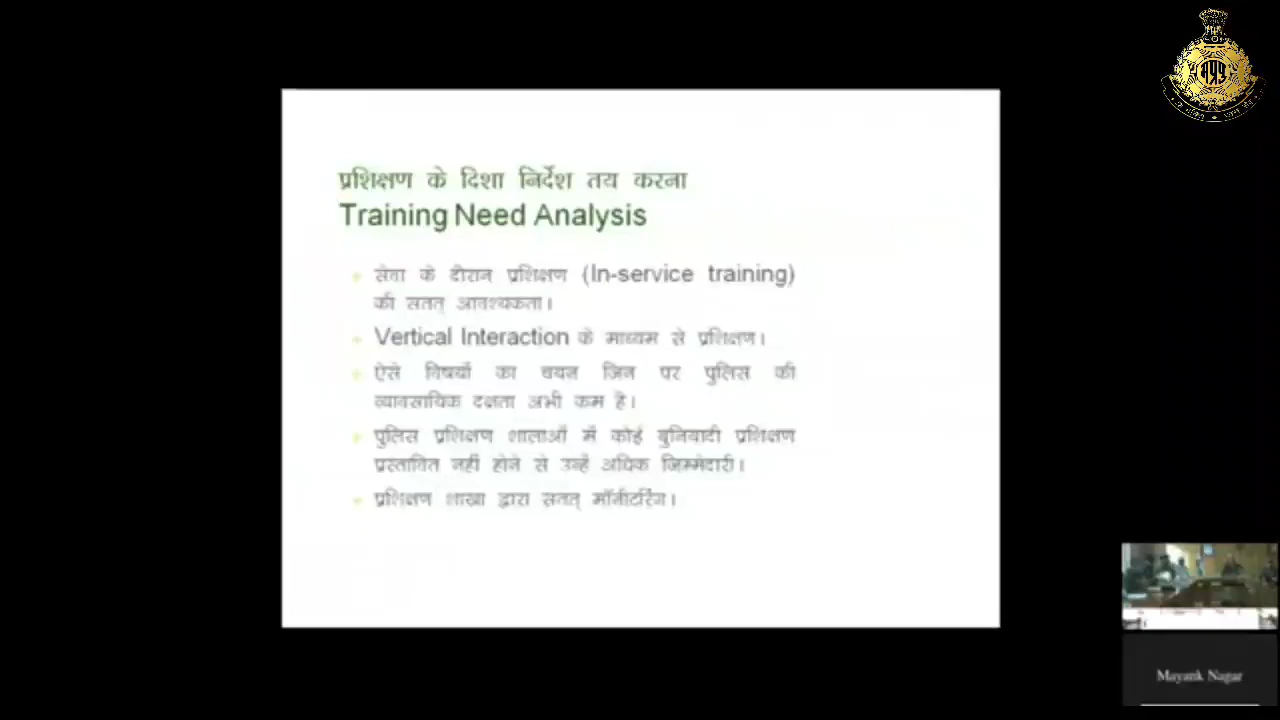 प्रशिक्षण के दिशा निर्देश तय करना
Training Need Analysis
सेवा के दौरान प्रशिक्षण (In-service training)
की सतत् आवश्यकता।
Vertical Interaction के माध्यम से प्रशिक्षण।
ऐसे विषयों का चयन जिन पर पुलिस की
व्यावसायिक दक्षता अभी कम है।
पुलिस प्रशिक्षण शालाओं में कोई बुनियादी प्रशिक्षण
प्रस्तावित नहीं होने से उन्हें अधिक जिम्मेदारी।
प्रशिक्षण शाखा द्वारा सतत् मॉनीटरिंग।
Mayank Nagar